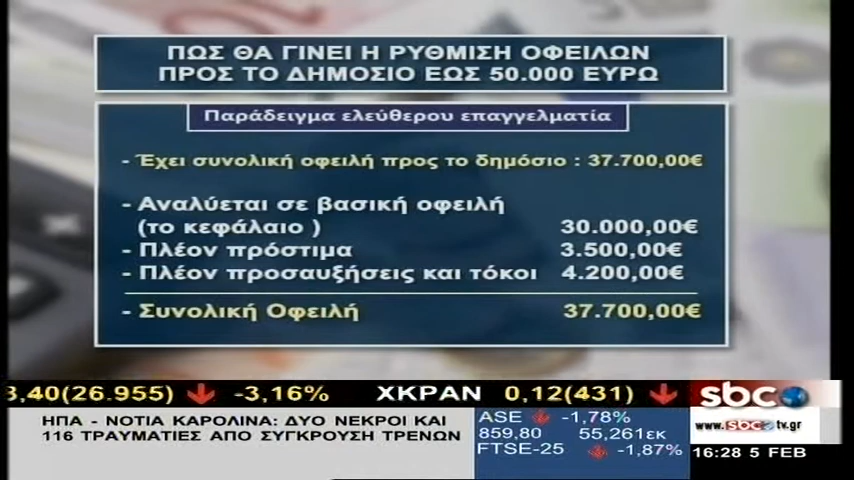 ΠΩΣ ΘΑ ΓΙΝΕΙ Η ΡΥΘΜΙΣΗ ΟΦΕΙΛΩΝ
ΠΡΟΣ ΤΟ ΔΗΜΟΣΙΟ ΕΩΣ 50.000 ΕΥΡΩ
Παράδειγμα ελεύθερου επαγγελματία
- Έχει συνολική οφειλή προς το δημόσιο : 37.700,00€
- Αναλύεται σε βασική οφειλή
(το κεφάλαιο ) 30.000,00€
- Πλέον πρόστιμα 3.500,00€
- Πλέον προσαυξήσεις και τόκοι 4.200,00€
- Συνολική Οφειλή 37.700,00€
3,40(26.955) -3,16% ΧΚΡΑΝ 0,12(431)
sbc
ΗΠΑ - ΝΟΤΙΑ ΚΑΡΟΛΙΝΑ: ΔΥΟ ΝΕΚΡΟΙ ΚΑΙ
116 ΤΡΑΥΜΑΤΙΕΣ ΑΠΟ ΣΥΓΚΡΟΥΣΗ ΤΡΕΝΩΝ
ASE -1,78%
859,80 55,261εκ
FTSE-25 -1,87%
www.sbctv.gr
16:28 5 FEB